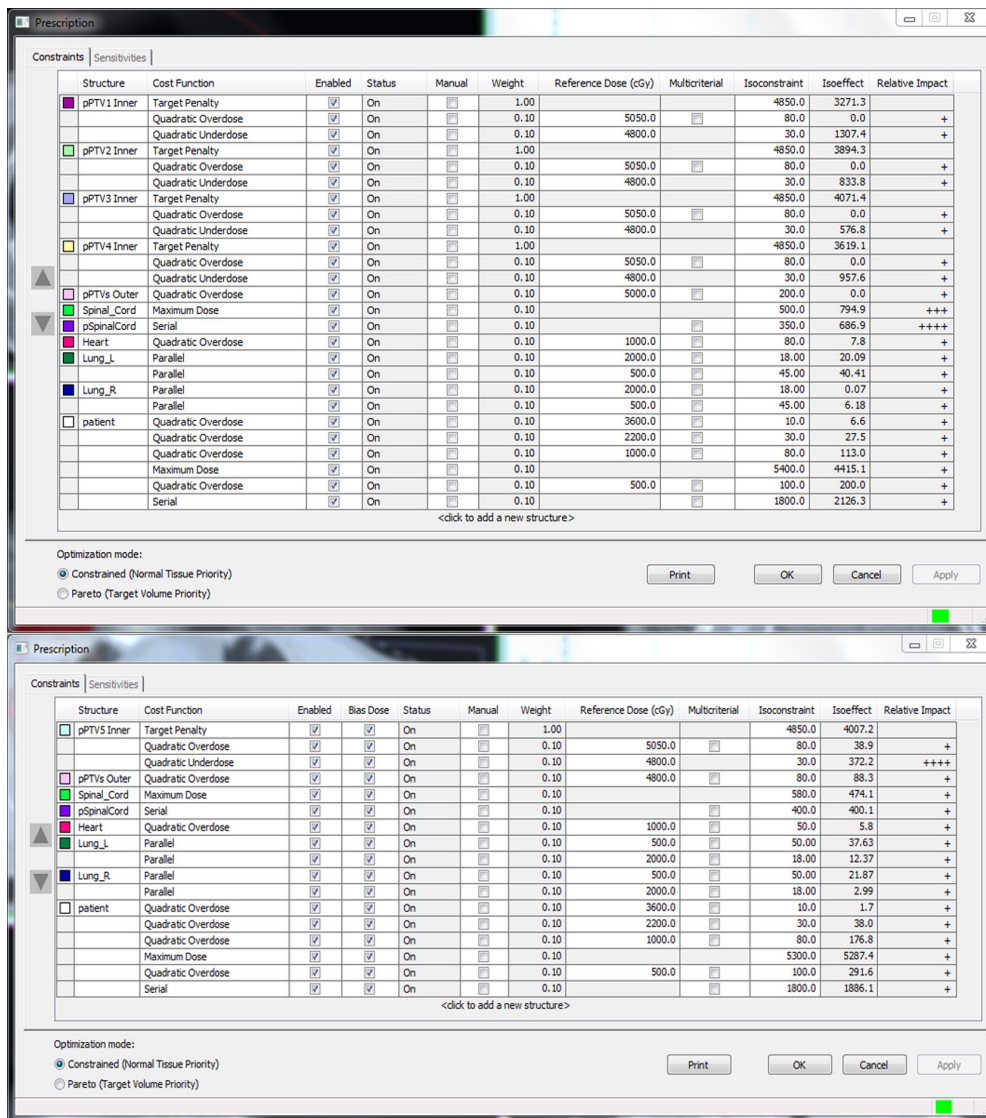 Prescription
Constraints Sensitivities
Structure Cost Function Enabled Status Manual Weight Reference Dose (cGy) Multicriterial Isoconstraint Isoeffect Relative Impact
pPTV1 Inner Target Penalty On 1.00 4850.0 3271.3
Quadratic Overdose On 0.10 5050.0 80.0 0.0 +
Quadratic Underdose On 0.10 4800.0 30.0 1307.4 +
pPTV2 Inner Target Penalty On 1.00 4850.0 3894.3
Quadratic Overdose On 0.10 5050.0 80.0 0.0 +
Quadratic Underdose On 0.10 4800.0 30.0 833.8 +
pPTV3 Inner Target Penalty On 1.00 4850.0 4071.4
Quadratic Overdose On 0.10 5050.0 80.0 0.0 +
Quadratic Underdose On 0.10 4800.0 30.0 576.8 +
pPTV4 Inner Target Penalty On 1.00 4850.0 3619.1
Quadratic Overdose On 0.10 5050.0 80.0 0.0 +
Quadratic Underdose On 0.10 4800.0 30.0 957.6 +
pPTVs Outer Quadratic Overdose On 0.10 5000.0 200.0 0.0 +
Spinal_Cord Maximum Dose On 0.10 500.0 794.9 +++
pSpinalCord Serial On 0.10 350.0 686.9 ++++
Heart Quadratic Overdose On 0.10 1000.0 80.0 7.8 +
Lung_L Parallel On 0.10 2000.0 18.00 20.09 +
Parallel On 0.10 500.0 45.00 40.41 +
Lung_R Parallel On 0.10 2000.0 18.00 0.07 +
Parallel On 0.10 500.0 45.00 6.18 +
patient Quadratic Overdose On 0.10 3600.0 10.0 6.6 +
Quadratic Overdose On 0.10 2200.0 30.0 27.5 +
Quadratic Overdose On 0.10 1000.0 80.0 113.0 +
Maximum Dose On 0.10 5400.0 4415.1 +
Quadratic Overdose On 0.10 500.0 100.0 200.0 +
Serial On 0.10 1800.0 2126.3 +
<click to add a new structure>
Optimization mode:
Constrained (Normal Tissue Priority)
Print OK Cancel Apply
Pareto (Target Volume Priority)
Prescription
Constraints Sensitivities
Structure Cost Function Enabled Bias Dose Status Manual Weight Reference Dose (cGy) Multicriterial Isoconstraint Isoeffect Relative Impact
pPTV5 Inner Target Penalty On 1.00 4850.0 4007.2
Quadratic Overdose On 0.10 5050.0 80.0 38.9 +
Quadratic Underdose On 0.10 4800.0 30.0 372.2 ++++
pPTVs Outer Quadratic Overdose On 0.10 4800.0 80.0 88.3 +
Spinal_Cord Maximum Dose On 0.10 580.0 474.1 +
pSpinalCord Serial On 0.10 400.0 400.1 +
Heart Quadratic Overdose On 0.10 1000.0 50.0 5.8 +
Lung_L Parallel On 0.10 500.0 50.00 37.63 +
Parallel On 0.10 2000.0 18.00 12.37 +
Lung_R Parallel On 0.10 500.0 50.00 21.87 +
Parallel On 0.10 2000.0 18.00 2.99 +
patient Quadratic Overdose On 0.10 3600.0 10.0 1.7 +
Quadratic Overdose On 0.10 2200.0 30.0 38.0 +
Quadratic Overdose On 0.10 1000.0 80.0 176.8 +
Maximum Dose On 0.10 5300.0 5287.4 +
Quadratic Overdose On 0.10 500.0 100.0 291.6 +
Serial On 0.10 1800.0 1886.1 +
<click to add a new structure>
Optimization mode:
Constrained (Normal Tissue Priority)
Print OK Cancel Apply
Pareto (Target Volume Priority)